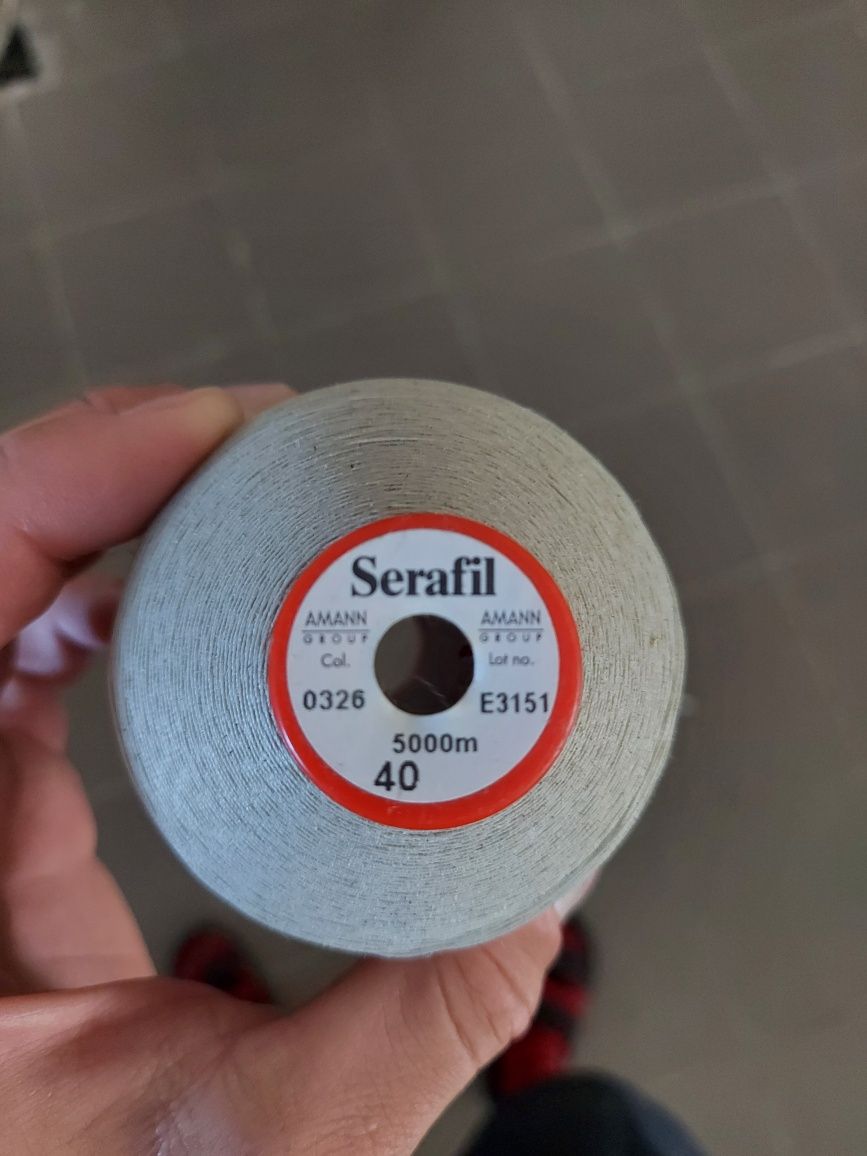 Serafil
AMANN AMANN
GROUP GROUP
Col. Lot no.
0326 E3151
5000m
40